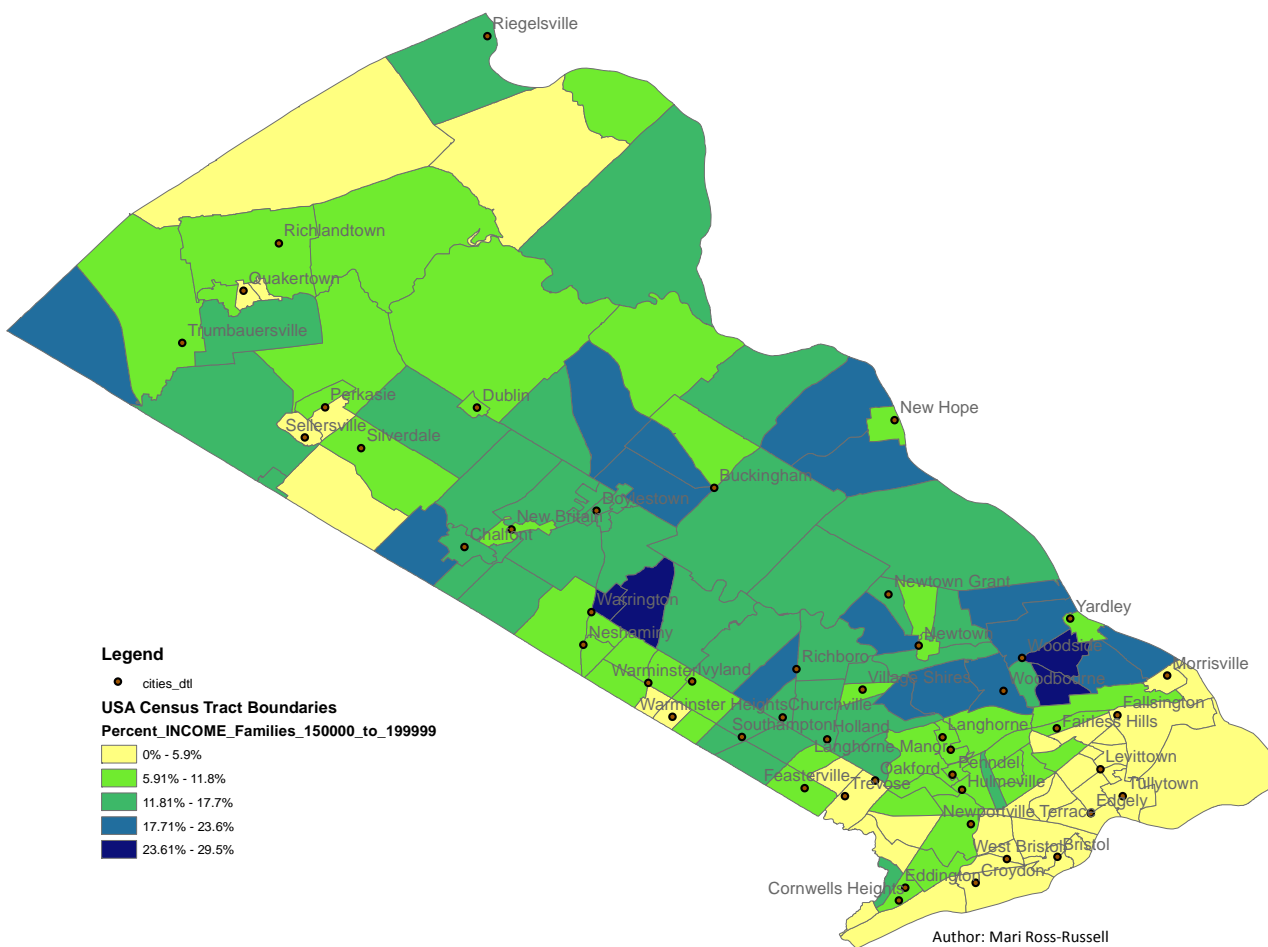 Riegelsville
Richlandtown
Quakertown
Trumbauersville
Perkasie
Dublin
New Hope
Sellersville
Silverdale
Buckingham
Doylestown
New Britain
Chalfont
Newtown Grant
Warrington
Yardley
Neshaminy
Newtown
Woodside
Richboro
Morrisville
Warminster
Ivyland
Village Shires
Woodbourne
Warminster Heights
Churchville
Fallsington
Southampton
Holland
Langhorne
Fairless Hills
Langhorne Manor
Feasterville
Oakford
Penndel
Levittown
Trevose
Hulmeville
Tullytown
Newportville Terrace
Edgely
West Bristol
Bristol
Cornwells Heights
Eddington
Croydon
Legend
cities_dtl
USA Census Tract Boundaries
Percent_INCOME_Families_150000_to_199999
0% - 5.9%
5.91% - 11.8%
11.81% - 17.7%
17.71% - 23.6%
23.61% - 29.5%
Author: Mari Ross-Russell